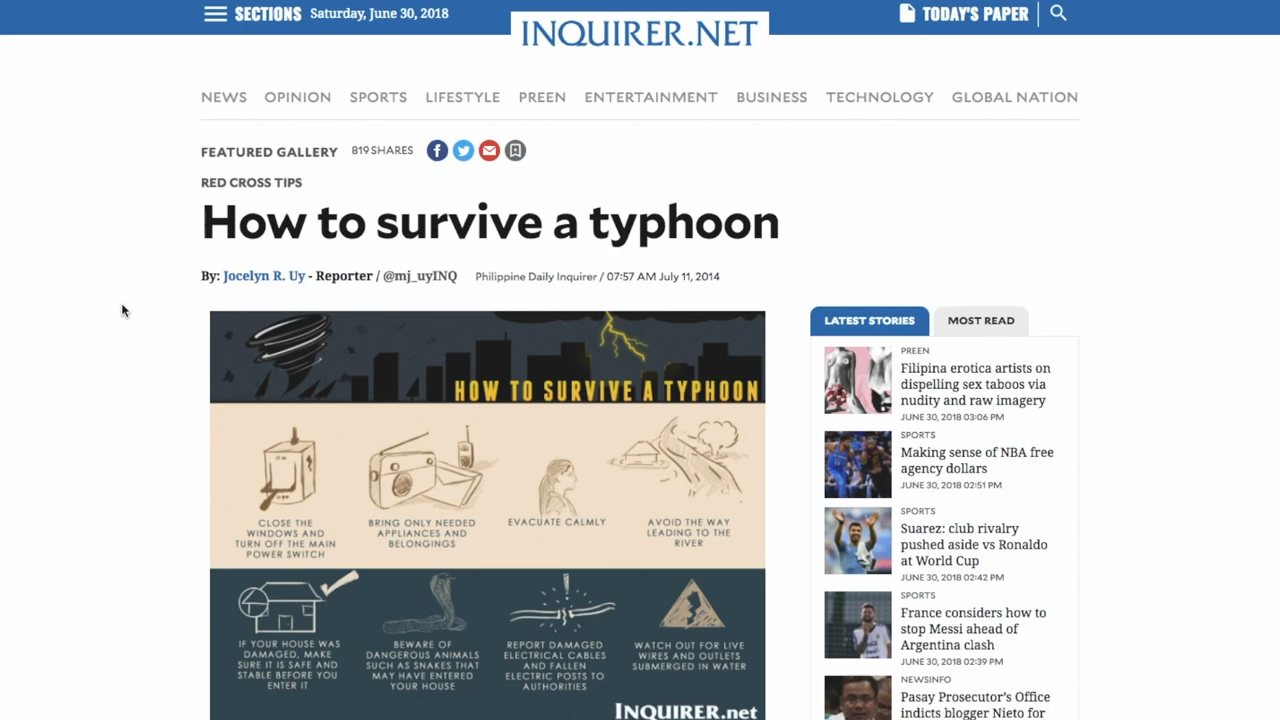 SECTIONS Saturday, June 30, 2018
INQUIRER.NET
TODAY'S PAPER
NEWS OPINION SPORTS LIFESTYLE PREEN ENTERTAINMENT BUSINESS TECHNOLOGY GLOBAL NATION
FEATURED GALLERY 819 SHARES
RED CROSS TIPS
How to survive a typhoon
By: Jocelyn R. Uy - Reporter / @mj_uyINQ Philippine Daily Inquirer / 07:57 AM July 11, 2014
HOW TO SURVIVE A TYPHOON
CLOSE THE
WINDOWS AND
TURN OFF THE MAIN
POWER SWITCH
BRING ONLY NEEDED
APPLIANCES AND
BELONGINGS
EVACUATE CALMLY
AVOID THE WAY
LEADING TO THE
RIVER
IF YOUR HOUSE WAS
DAMAGED, MAKE
SURE IT IS SAFE AND
STABLE BEFORE YOU
ENTER IT
BEWARE OF
DANGEROUS ANIMALS
SUCH AS SNAKES THAT
MAY HAVE ENTERED
YOUR HOUSE
REPORT DAMAGED
ELECTRICAL CABLES
AND FALLEN
ELECTRIC POSTS TO
AUTHORITIES
WATCH OUT FOR LIVE
WIRES AND OUTLETS
SUBMERGED IN WATER
INQUIRER.net
LATEST STORIES MOST READ
PREEN
Filipina erotica artists on
dispelling sex taboos via
nudity and raw imagery
JUNE 30, 2018 03:06 PM
SPORTS
Making sense of NBA free
agency dollars
JUNE 30, 2018 02:51 PM
SPORTS
Suarez: club rivalry
pushed aside vs Ronaldo
at World Cup
JUNE 30, 2018 02:42 PM
SPORTS
France considers how to
stop Messi ahead of
Argentina clash
JUNE 30, 2018 02:39 PM
NEWSINFO
Pasay Prosecutor's Office
indicts blogger Nieto for